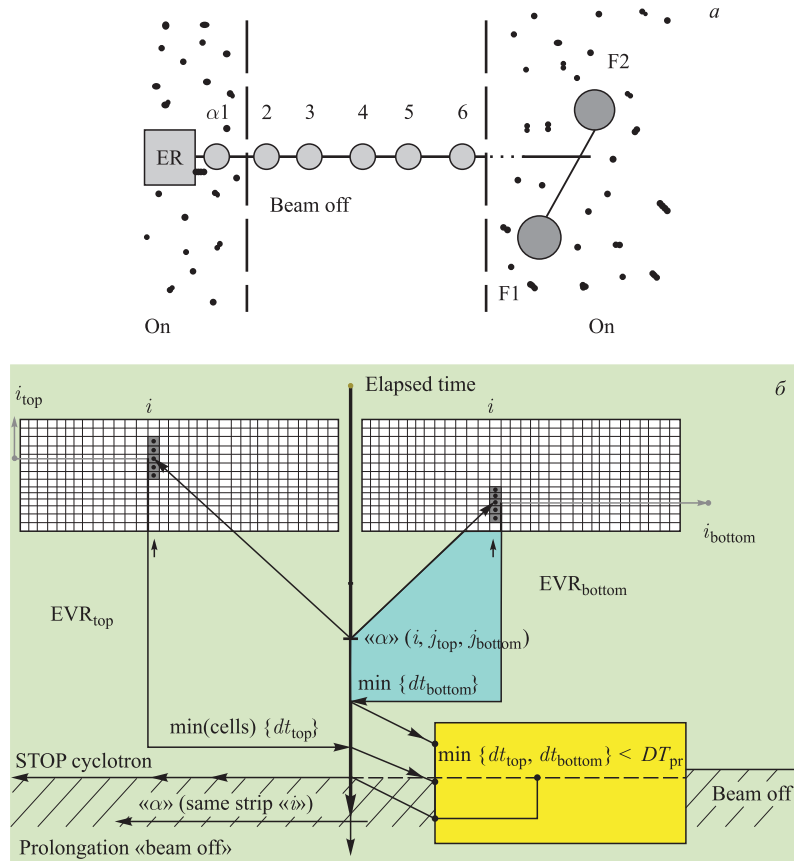 а
F2
α1 2 3 4 5 6
ER
Beam off
F1
On On
Elapsed time
б
i_top
i i
i_bottom
EVR_top
EVR_bottom
«α» (i, j_top, j_bottom)
min {dt_bottom}
min(cells) {dt_top}
min {dt_top, dt_bottom} < DT_pr
STOP cyclotron
Beam off
«α» (same strip «i»)
Prolongation «beam off»